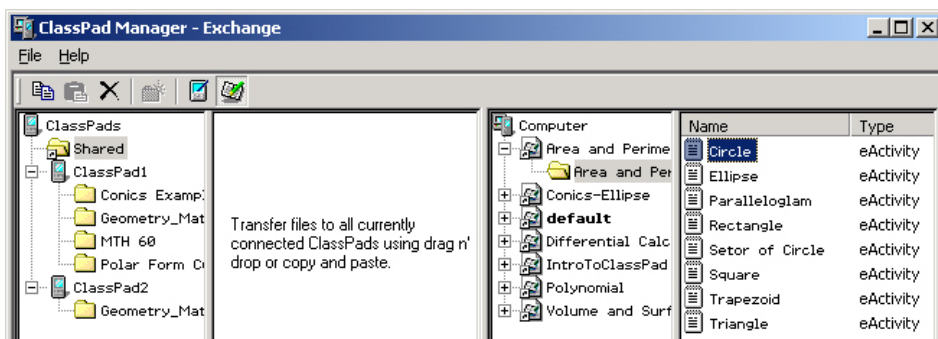 ClassPad Manager - Exchange
File Help
ClassPads
Shared
ClassPad1
Conics Examp
Geometry_Mat
MTH 60
Polar Form C
ClassPad2
Geometry_Mat
Transfer files to all currently
connected ClassPads using drag n'
drop or copy and paste.
Computer
Area and Perime
Area and Per
Conics-Ellipse
default
Differential Calc
IntroToClassPad
Polynomial
Volume and Surf
Name Type
Circle eActivity
Ellipse eActivity
Paralleloglam eActivity
Rectangle eActivity
Setor of Circle eActivity
Square eActivity
Trapezoid eActivity
Triangle eActivity